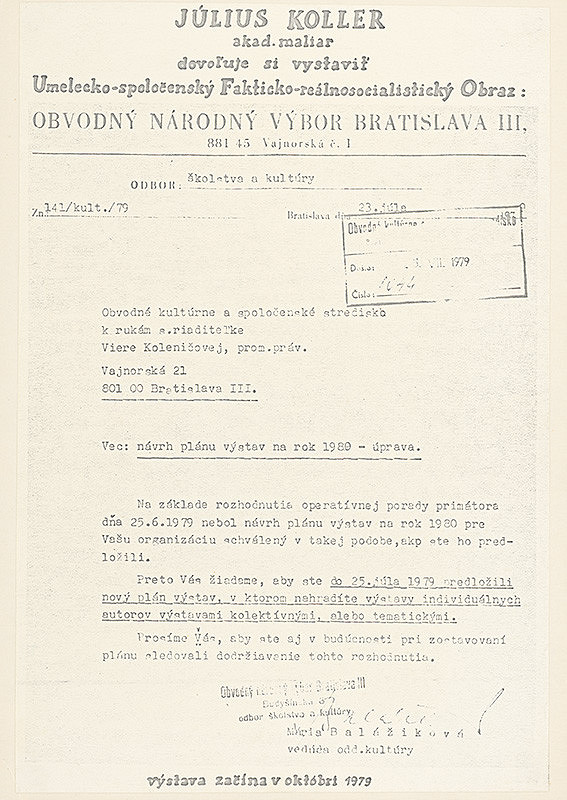 JÚLIUS KOLLER
akad. maliar
dovoľuje si vystaviť
Umelecko-spoločenský Fakticko-reálnosocialistický Obraz:
OBVODNÝ NÁRODNÝ VÝBOR BRATISLAVA III,
881 45 Vajnorská č. 1
ODBOR: školstva a kultúry
Zn 141/kult./79
Bratislava dňa 23. júla
Obvodné kultúrne
Došlo: VII. 1979
Číslo:
Obvodné kultúrne a spoločenské stredisko
k rukám s.riaditeľke
Viere Koleničovej, prom.práv.
Vajnorská 21
801 00 Bratislava III.
Vec: návrh plánu výstav na rok 1980 - úprava.
Na základe rozhodnutia operatívnej porady primátora
dňa 25.6.1979 nebol návrh plánu výstav na rok 1980 pre
Vašu organizáciu schválený v takej podobe,akp ste ho pred-
ložili.
Preto Vás žiadame, aby ste do 25.júla 1979 predložili
nový plán výstav, v ktorom nahradíte výstavy individuálnych
autorov výstavami kolektívnymi, alebo tematickými.
Prosíme Vás, aby ste aj v budúcnosti pri zostavovaní
plánu sledovali dodržiavanie tohto rozhodnutia.
Obvodný národný výbor Bratislava III
odbor školstva a kultúry
Mária Balážiková
vedúca odd.kultúry
výstava začína v októbri 1979